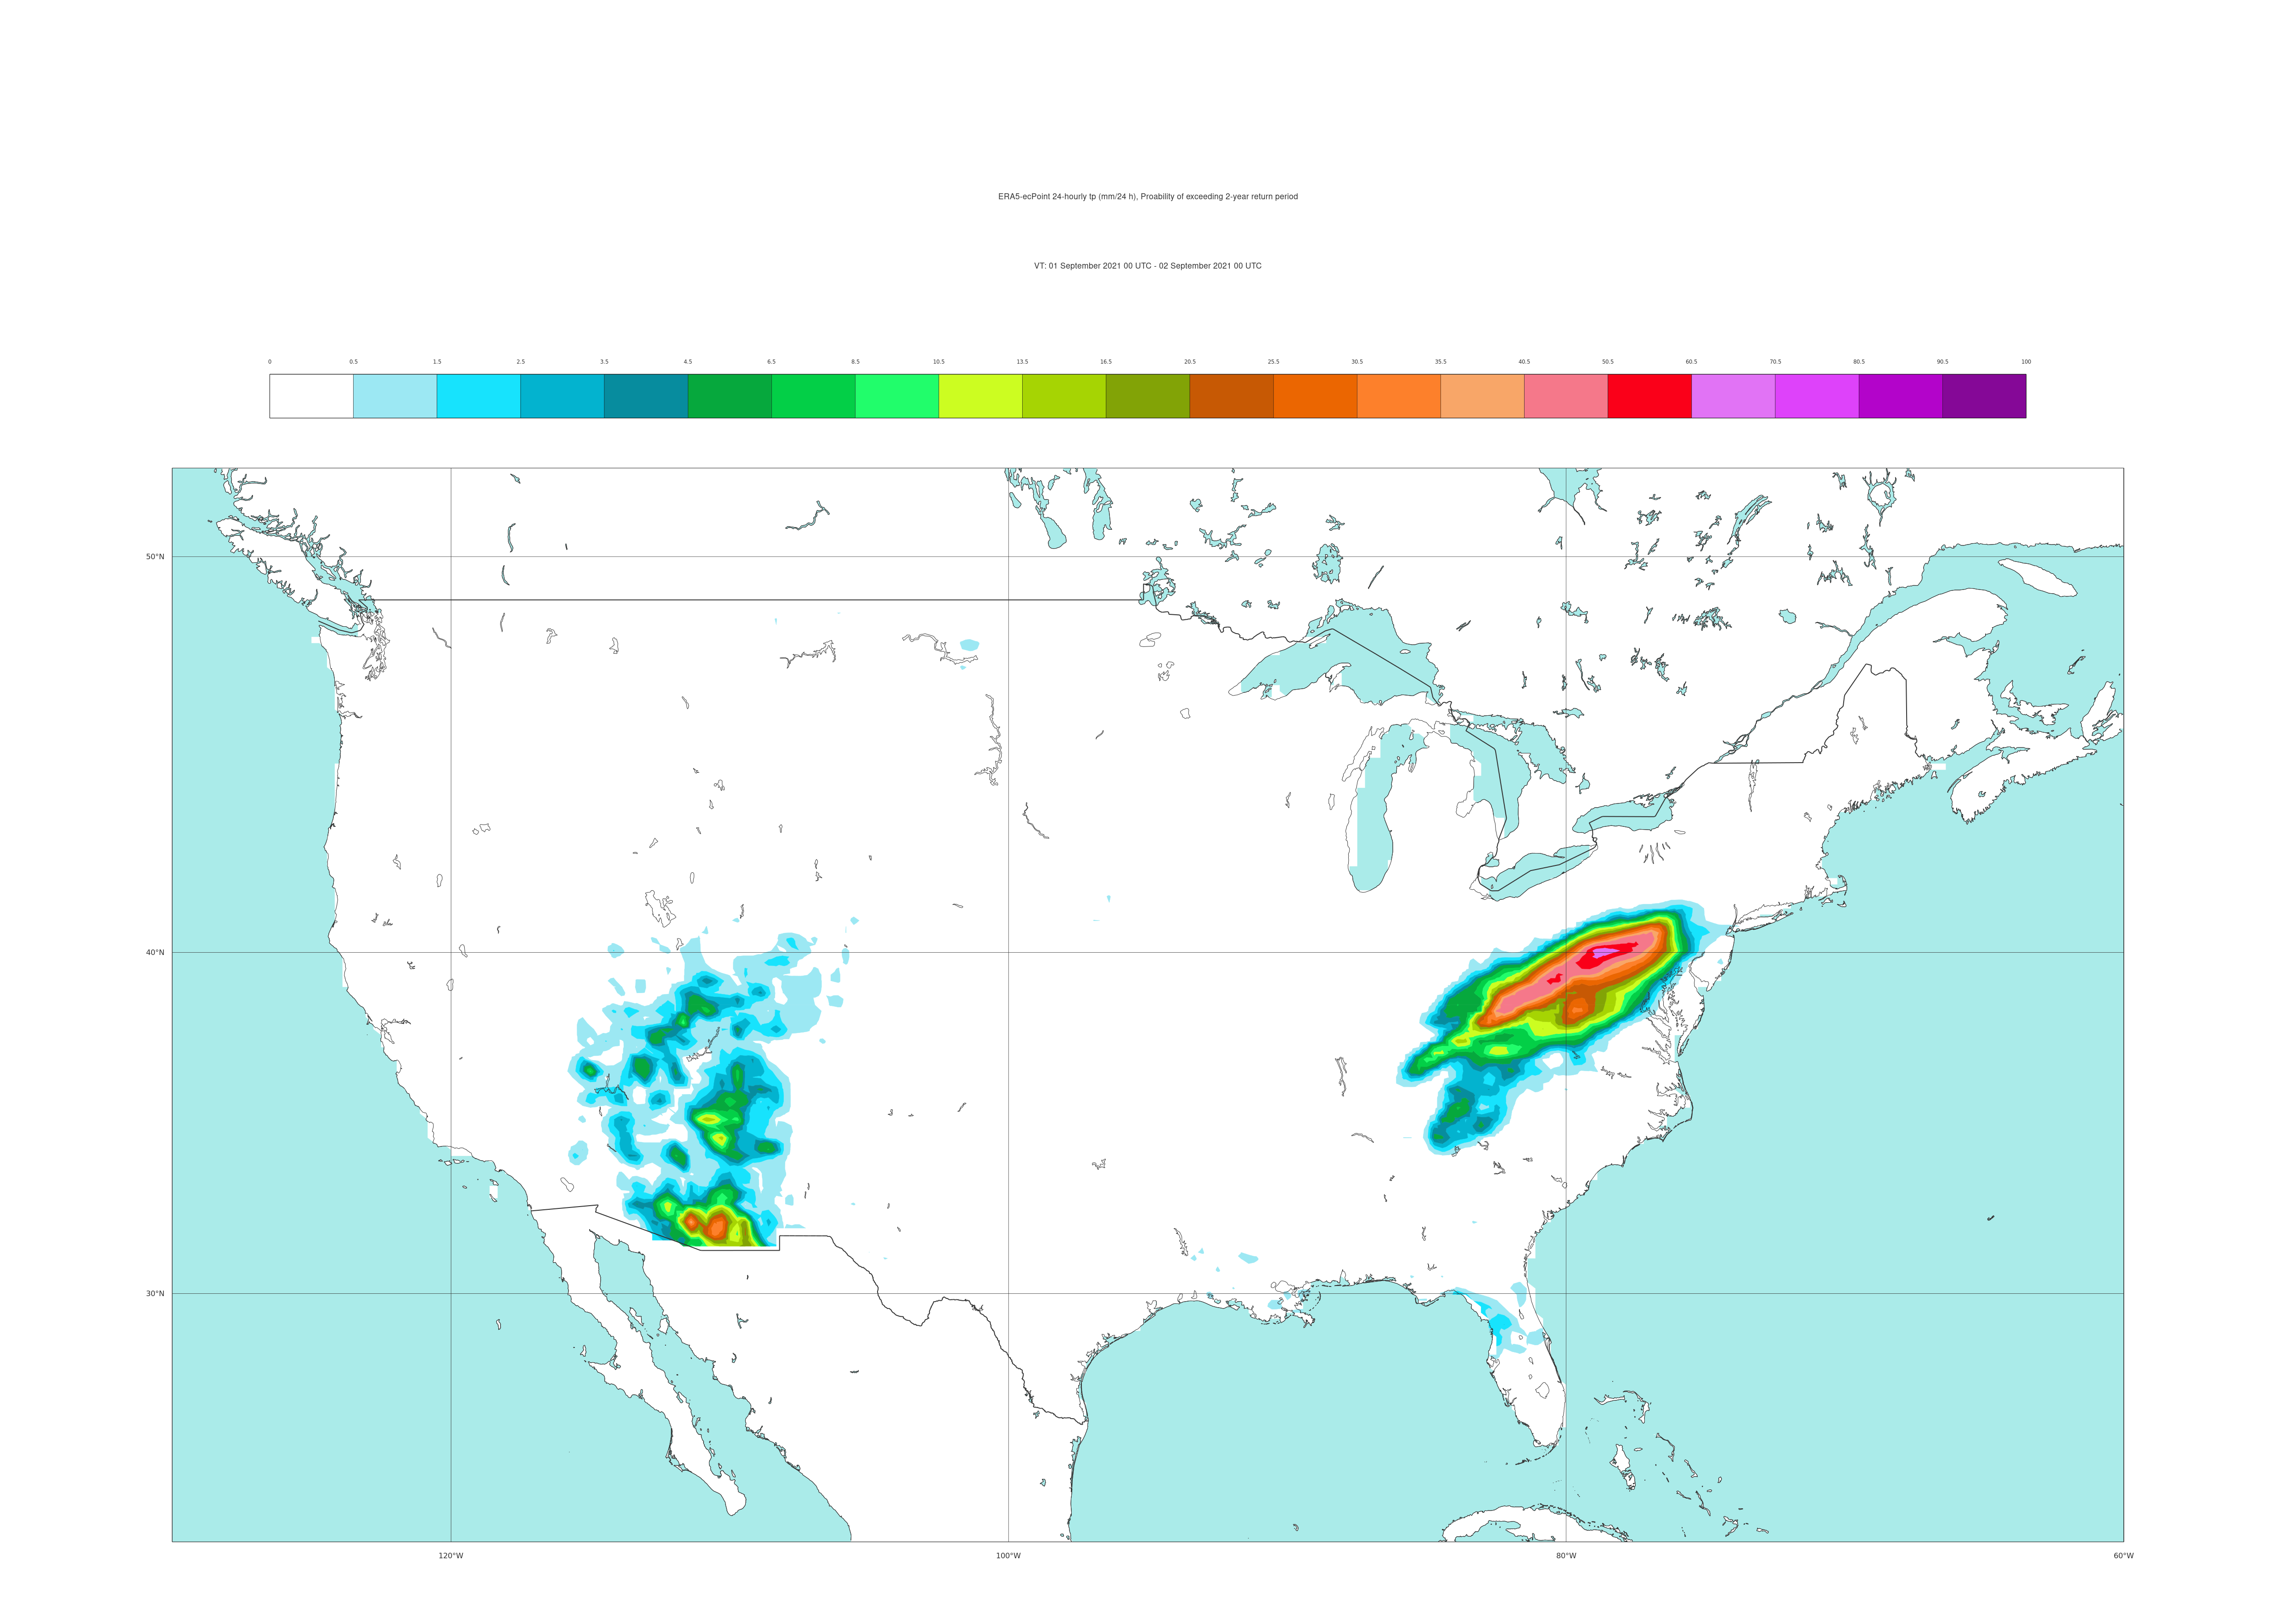 ERA5-ecPoint 24-hourly tp (mm/24 h), Proability of exceeding 2-year return period
VT: 01 September 2021 00 UTC - 02 September 2021 00 UTC
0 0.5 1.5 2.5 3.5 4.5 6.5 8.5 10.5 13.5 16.5 20.5 25.5 30.5 35.5 40.5 50.5 60.5 70.5 80.5 90.5 100
50°N
40°N
30°N
120°W 100°W 80°W 60°W